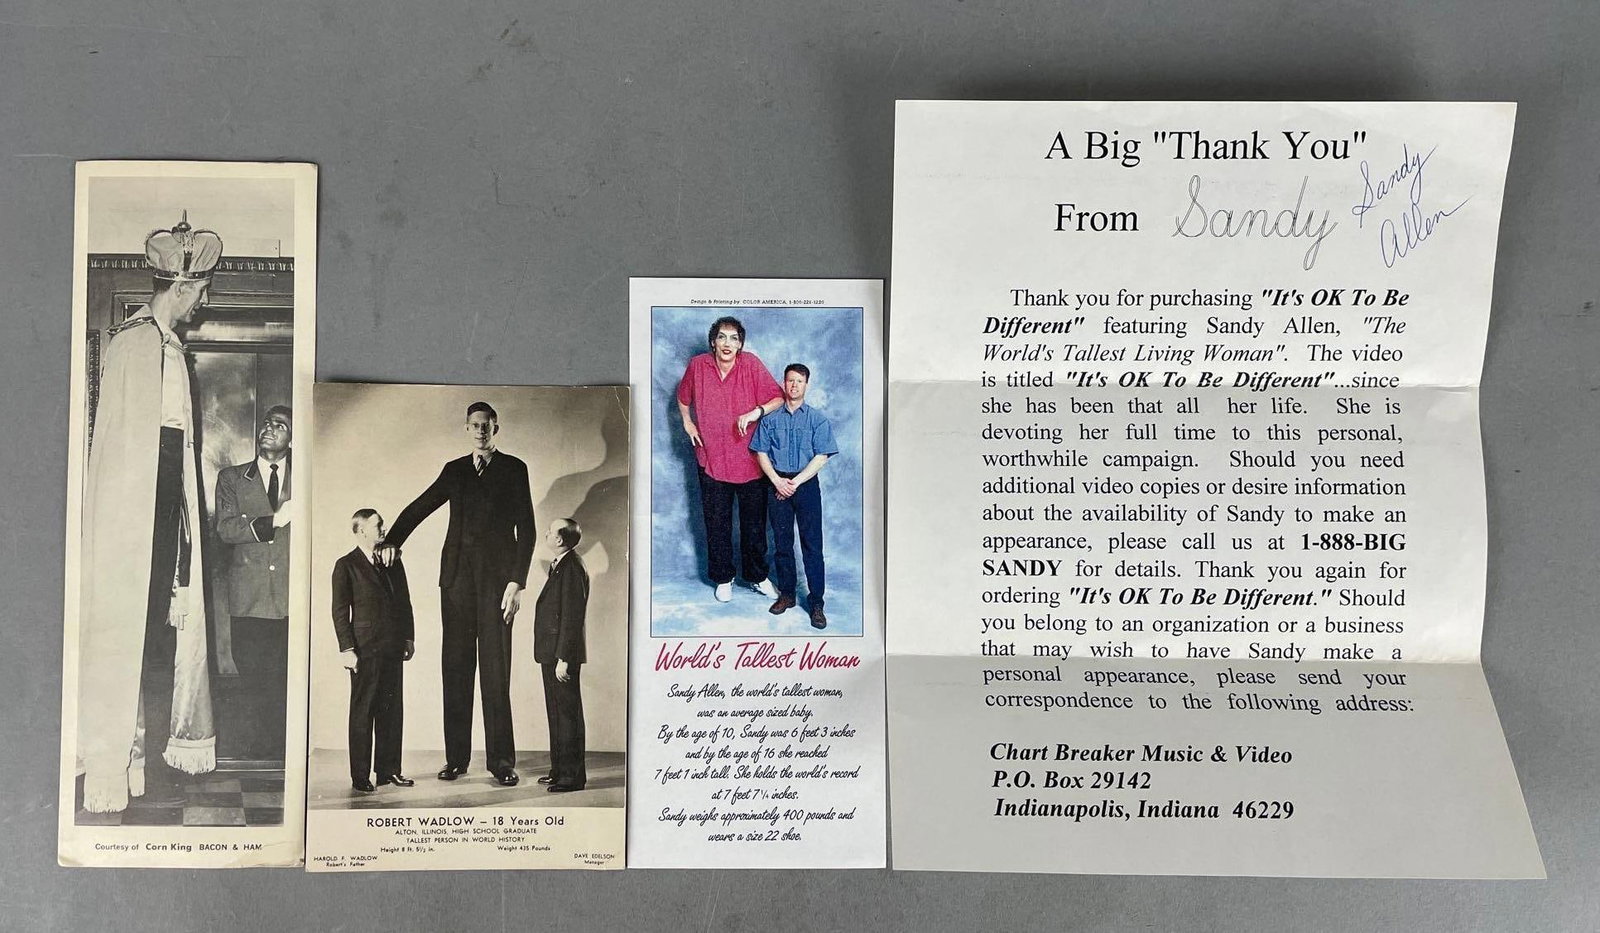 Courtesy of Corn King BACON & HAM
ROBERT WADLOW — 18 Years Old
ALTON, ILLINOIS, HIGH SCHOOL GRADUATE
TALLEST PERSON IN WORLD HISTORY
Height 8 ft. 5½ in. Weight 435 Pounds
HAROLD F. WADLOW
Robert's Father
DAVE EDELSON
Manager
Design & Printing by: COLOR AMERICA,
World's Tallest Woman
Sandy Allen, the world's tallest woman,
was an average sized baby.
By the age of 10, Sandy was 6 feet 3 inches
and by the age of 16 she reached
7 feet 1 inch tall. She holds the world's record
at 7 feet 7 ¼ inches.
Sandy weighs approximately 400 pounds and
wears a size 22 shoe.
A Big "Thank You"
From Sandy
Sandy
Allen
Thank you for purchasing "It's OK To Be
Different" featuring Sandy Allen, "The
World's Tallest Living Woman". The video
is titled "It's OK To Be Different"...since
she has been that all her life. She is
devoting her full time to this personal,
worthwhile campaign. Should you need
additional video copies or desire information
about the availability of Sandy to make an
appearance, please call us at 1-888-BIG
SANDY for details. Thank you again for
ordering "It's OK To Be Different." Should
you belong to an organization or a business
that may wish to have Sandy make a
personal appearance, please send your
correspondence to the following address:
Chart Breaker Music & Video
P.O. Box 29142
Indianapolis, Indiana 46229